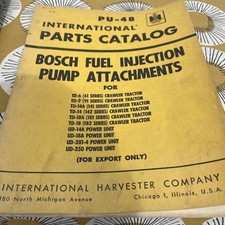 PU-48
INTERNATIONAL
PARTS CATALOG
BOSCH FUEL INJECTION
PUMP ATTACHMENTS
FOR
TD-6 (61 SERIES) CRAWLER TRACTOR
TD-9 (91 SERIES) CRAWLER TRACTOR
TD-14A (141 SERIES) CRAWLER TRACTOR
TD-14 (142 SERIES) CRAWLER TRACTOR
TD-18A (181 SERIES) CRAWLER TRACTOR
TD-18 (182 SERIES) CRAWLER TRACTOR
UD-14A POWER UNIT
UD-18A POWER UNIT
UD-281-4 POWER UNIT
UD-350 POWER UNIT
(FOR EXPORT ONLY)
INTERNATIONAL HARVESTER COMPANY
180 North Michigan Avenue Chicago 1, Illinois, U.S.A.